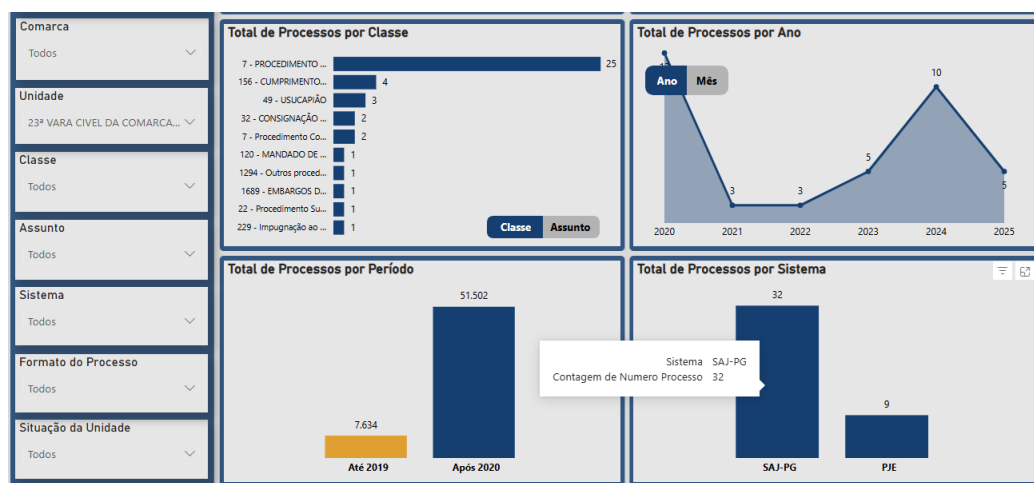 Comarca
Todos
Unidade
23ª VARA CIVEL DA COMARCA...
Classe
Todos
Assunto
Todos
Sistema
Todos
Formato do Processo
Todos
Situação da Unidade
Todos
Total de Processos por Classe
7 - PROCEDIMENTO ... 25
156 - CUMPRIMENTO... 4
49 - USUCAPIÃO 3
32 - CONSIGNAÇÃO ... 2
7 - Procedimento Co... 2
120 - MANDADO DE ... 1
1294 - Outros proced... 1
1689 - EMBARGOS D... 1
22 - Procedimento Su... 1
229 - Impugnação ao ... 1
Classe Assunto
Total de Processos por Ano
Ano Mês
3
3
5
10
5
2020 2021 2022 2023 2024 2025
Total de Processos por Período
7.634
51.502
Até 2019 Após 2020
Total de Processos por Sistema
32
Sistema SAJ-PG
Contagem de Numero Processo 32
9
SAJ-PG PJE